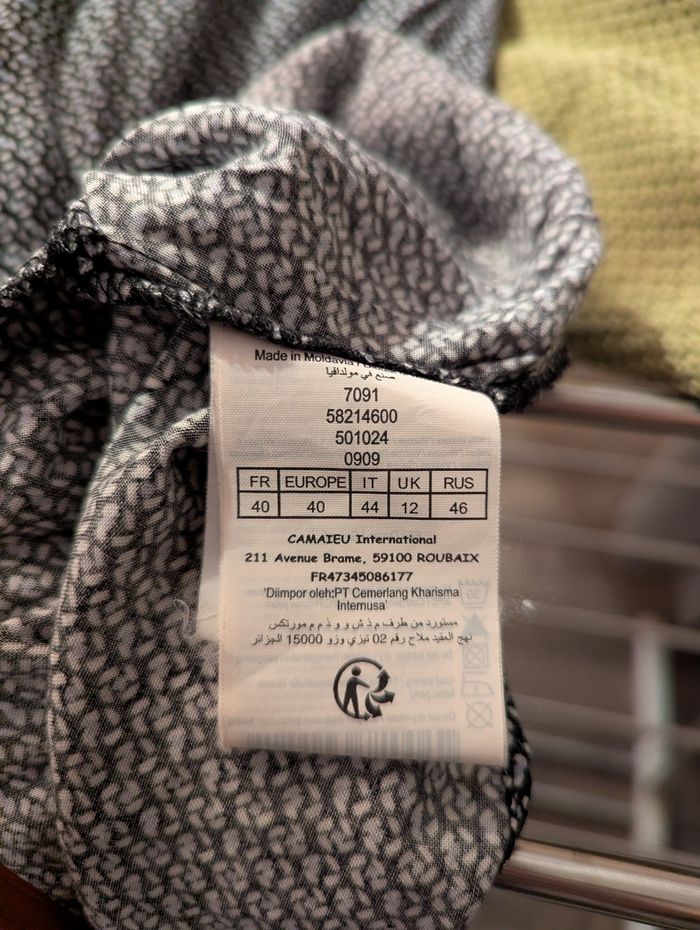 Made in Moldavia /
صنع في مولدافيا
7091
58214600
501024
0909
FR EUROPE IT UK RUS
40 40 44 12 46
CAMAIEU International
211 Avenue Brame, 59100 ROUBAIX
FR47345086177
'Diimpor oleh:PT Cemerlang Kharisma
Internusa'
مستورد من طرف م ذ ش و و ذ م م مورتكس
نهج العقيد ملاح رقم 02 تيزي وزو 15000 الجزائر